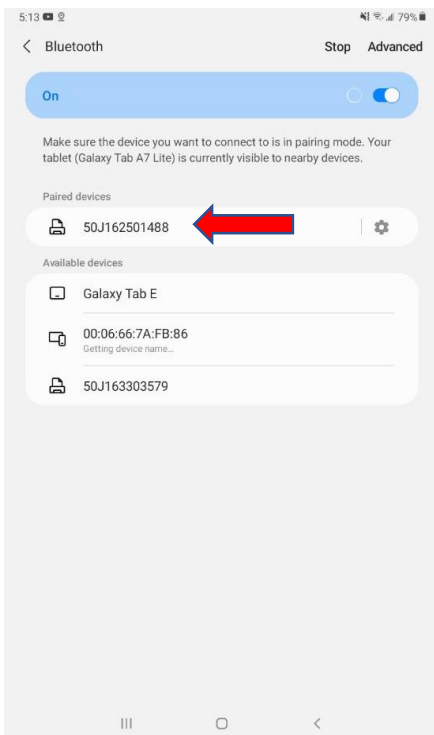 5:13 79%
Bluetooth Stop Advanced
On
Make sure the device you want to connect to is in pairing mode. Your
tablet (Galaxy Tab A7 Lite) is currently visible to nearby devices.
Paired devices
50J162501488
Available devices
Galaxy Tab E
00:06:66:7A:FB:86
Getting device name...
50J163303579